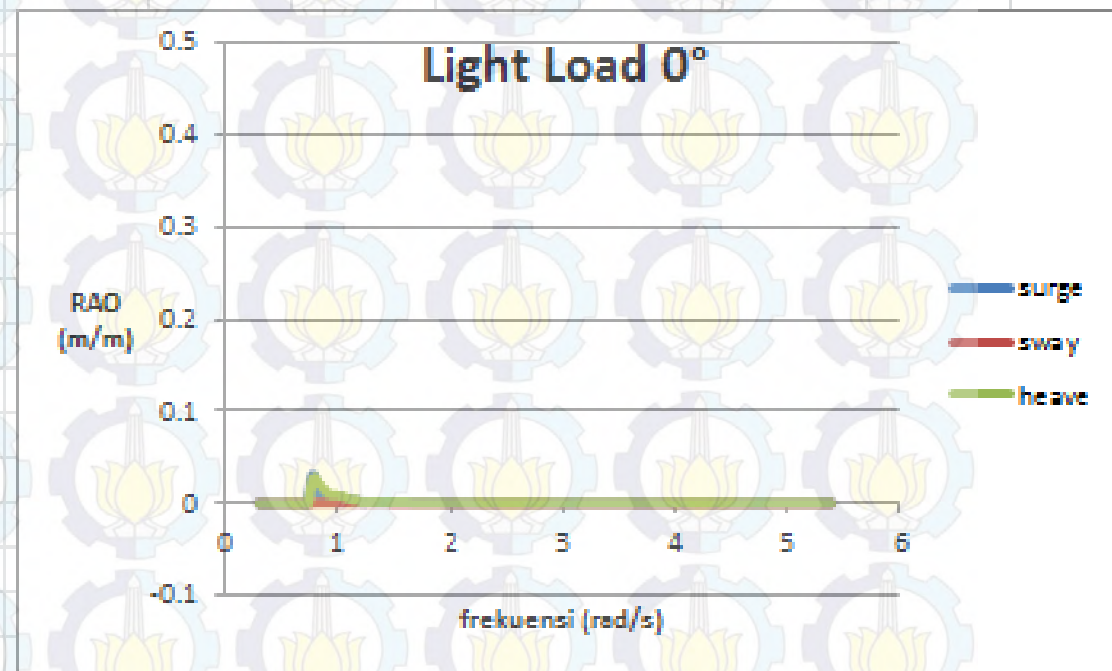 Light Load 0°
0.5
0.4
0.3
0.2
0.1
0
-0.1
RAO
(m/m)
0 1 2 3 4 5 6
frekuensi (rad/s)
surge
sway
heave